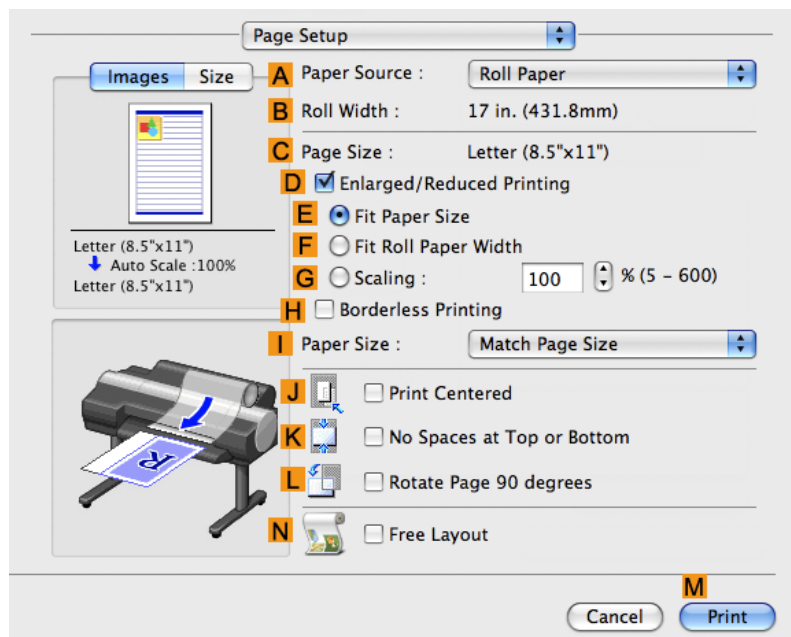 Page Setup
Images Size
A Paper Source : Roll Paper
B Roll Width : 17 in. (431.8mm)
C Page Size : Letter (8.5"x11")
D Enlarged/Reduced Printing
E Fit Paper Size
F Fit Roll Paper Width
G Scaling : 100 % (5 – 600)
Letter (8.5"x11")
Auto Scale :100%
Letter (8.5"x11")
H Borderless Printing
I Paper Size : Match Page Size
J Print Centered
K No Spaces at Top or Bottom
L Rotate Page 90 degrees
R
N Free Layout
M
Cancel Print